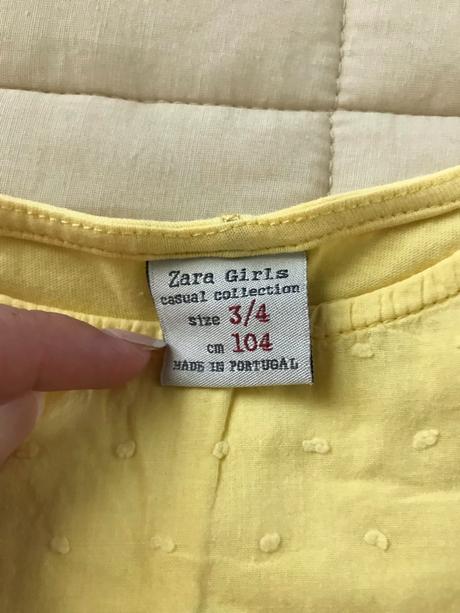 Zara Girls
casual collection
size 3/4
cm 104
MADE IN PORTUGAL